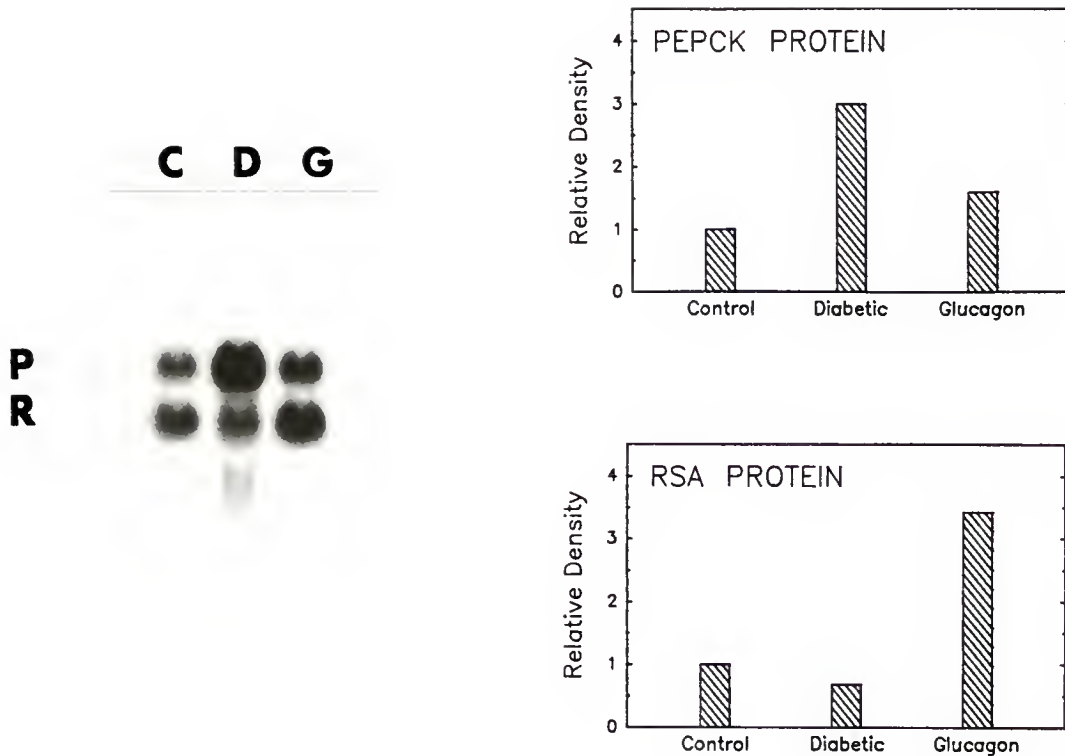 C D G
P
R
PEPCK PROTEIN
Relative Density
4
3
2
1
0
Control Diabetic Glucagon
RSA PROTEIN
Relative Density
4
3
2
1
0
Control Diabetic Glucagon